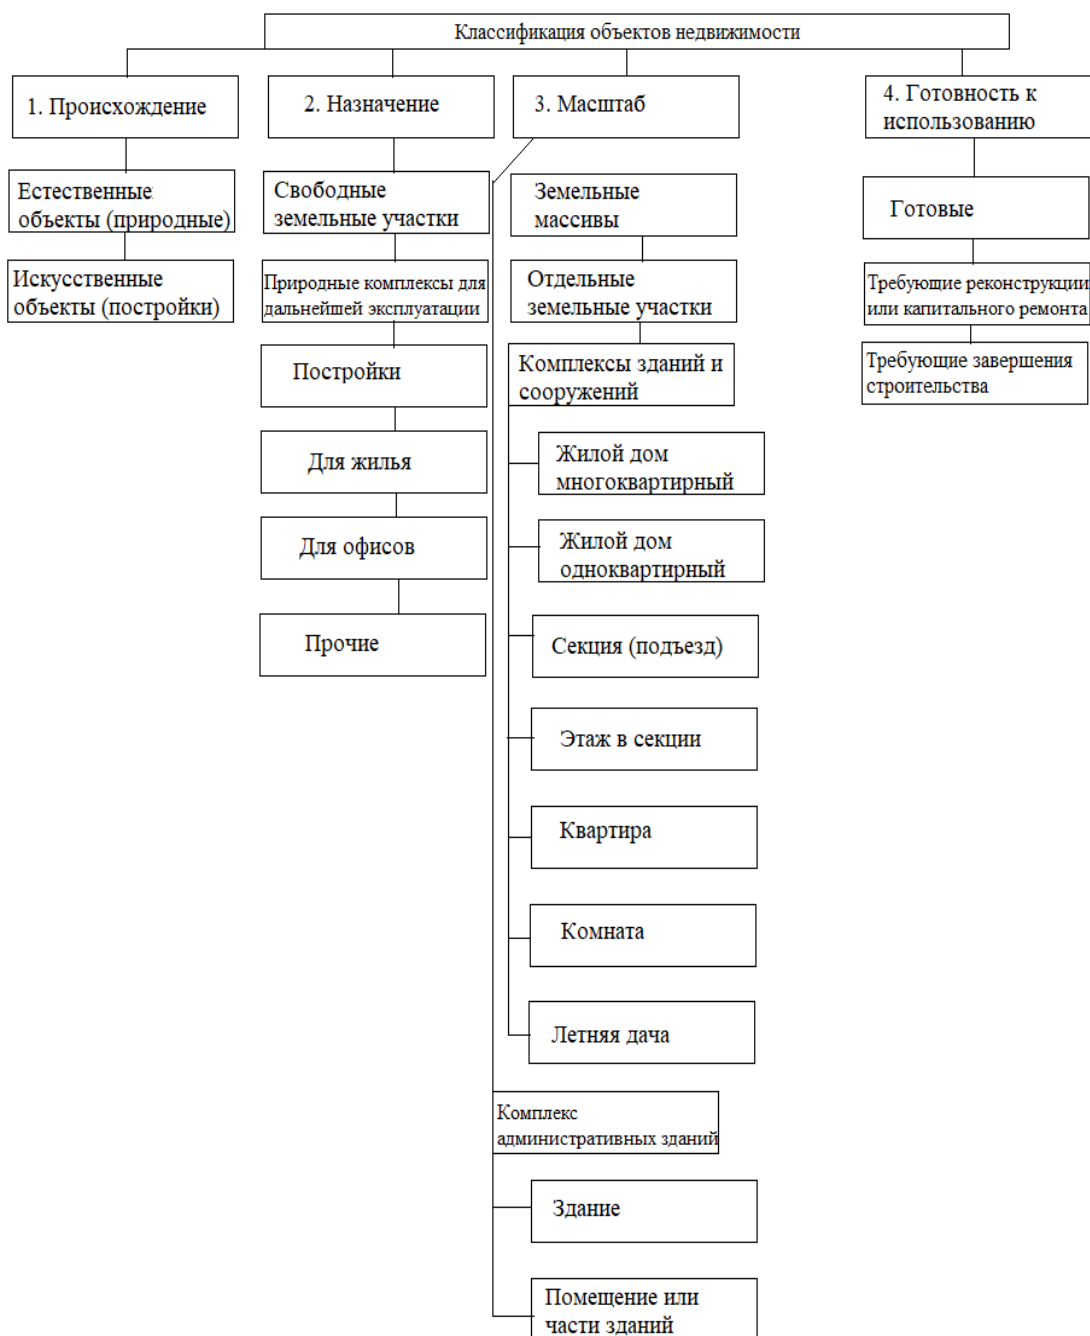 Классификация объектов недвижимости
1. Происхождение
Естественные
объекты (природные)
Искусственные
объекты (постройки)
2. Назначение
Свободные
земельные участки
Природные комплексы для
дальнейшей эксплуатации
Постройки
Для жилья
Для офисов
Прочие
3. Масштаб
Земельные
массивы
Отдельные
земельные участки
Комплексы зданий и
сооружений
Жилой дом
многоквартирный
Жилой дом
одноквартирный
Секция (подъезд)
Этаж в секции
Квартира
Комната
Летняя дача
Комплекс
административных зданий
Здание
Помещение или
части зданий
4. Готовность к
использованию
Готовые
Требующие реконструкции
или капитального ремонта
Требующие завершения
строительства